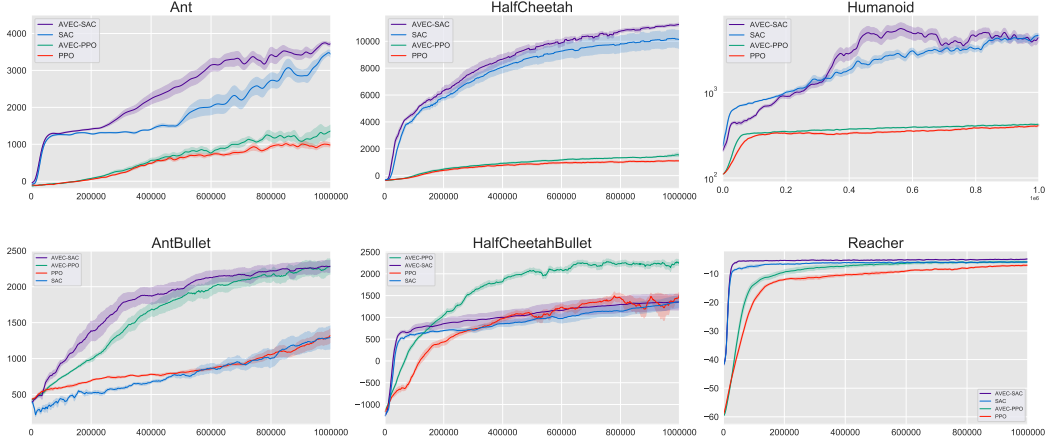 Ant
4000
3000
2000
1000
0
0 200000 400000 600000 800000 1000000
AVEC-SAC
SAC
AVEC-PPO
PPO
HalfCheetah
10000
8000
6000
4000
2000
0
0 200000 400000 600000 800000 1000000
AVEC-SAC
SAC
AVEC-PPO
PPO
Humanoid
10³
10²
0.0 0.2 0.4 0.6 0.8 1.0
1e6
AVEC-SAC
SAC
AVEC-PPO
PPO
AntBullet
2500
2000
1500
1000
500
0 200000 400000 600000 800000 1000000
AVEC-SAC
AVEC-PPO
PPO
SAC
HalfCheetahBullet
2500
2000
1500
1000
500
0
−500
−1000
0 200000 400000 600000 800000 1000000
AVEC-PPO
AVEC-SAC
PPO
SAC
Reacher
−10
−20
−30
−40
−50
−60
0 200000 400000 600000 800000 1000000
AVEC-SAC
SAC
AVEC-PPO
PPO